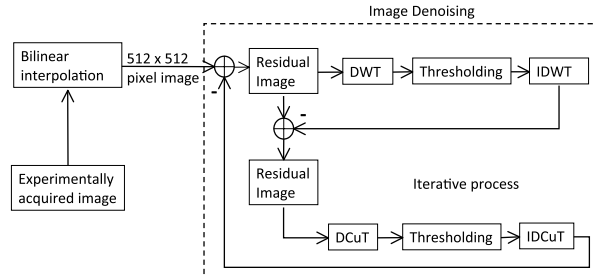 Image Denoising
Bilinear
interpolation
512 x 512
pixel image
-
Residual
Image
DWT
Thresholding
IDWT
-
Experimentally
acquired image
Residual
Image
Iterative process
DCuT
Thresholding
IDCuT